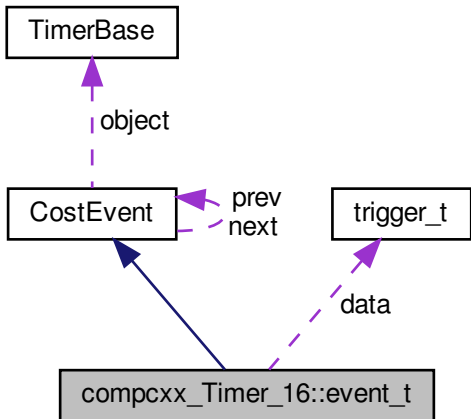 TimerBase
object
CostEvent
prev
next
trigger_t
data
compcxx_Timer_16::event_t